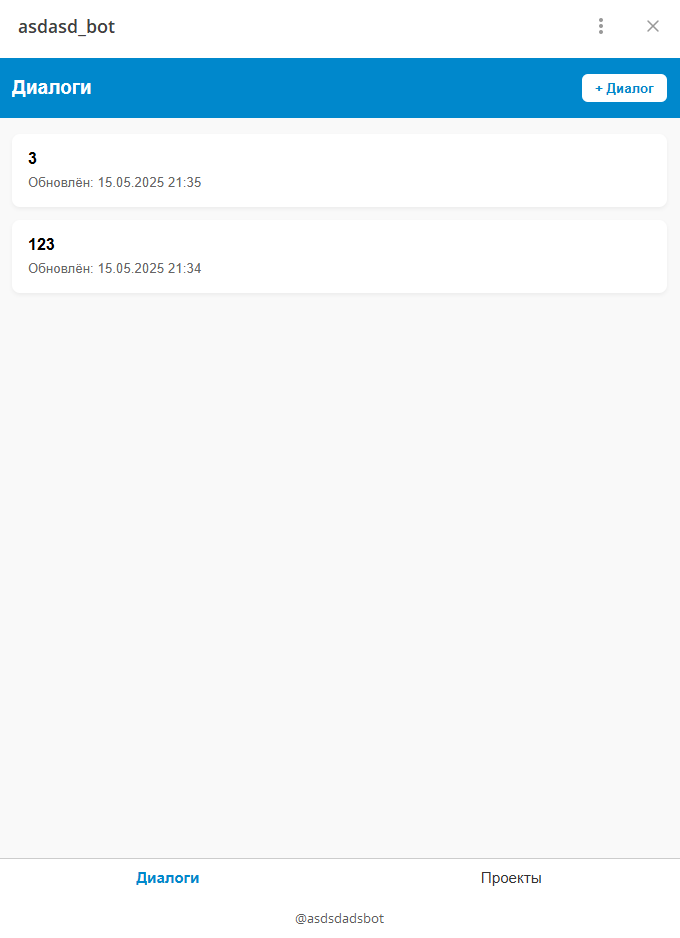 asdasd_bot
Диалоги
+ Диалог
3
Обновлён: 15.05.2025 21:35
123
Обновлён: 15.05.2025 21:34
Диалоги
Проекты
@asdsdadsbot